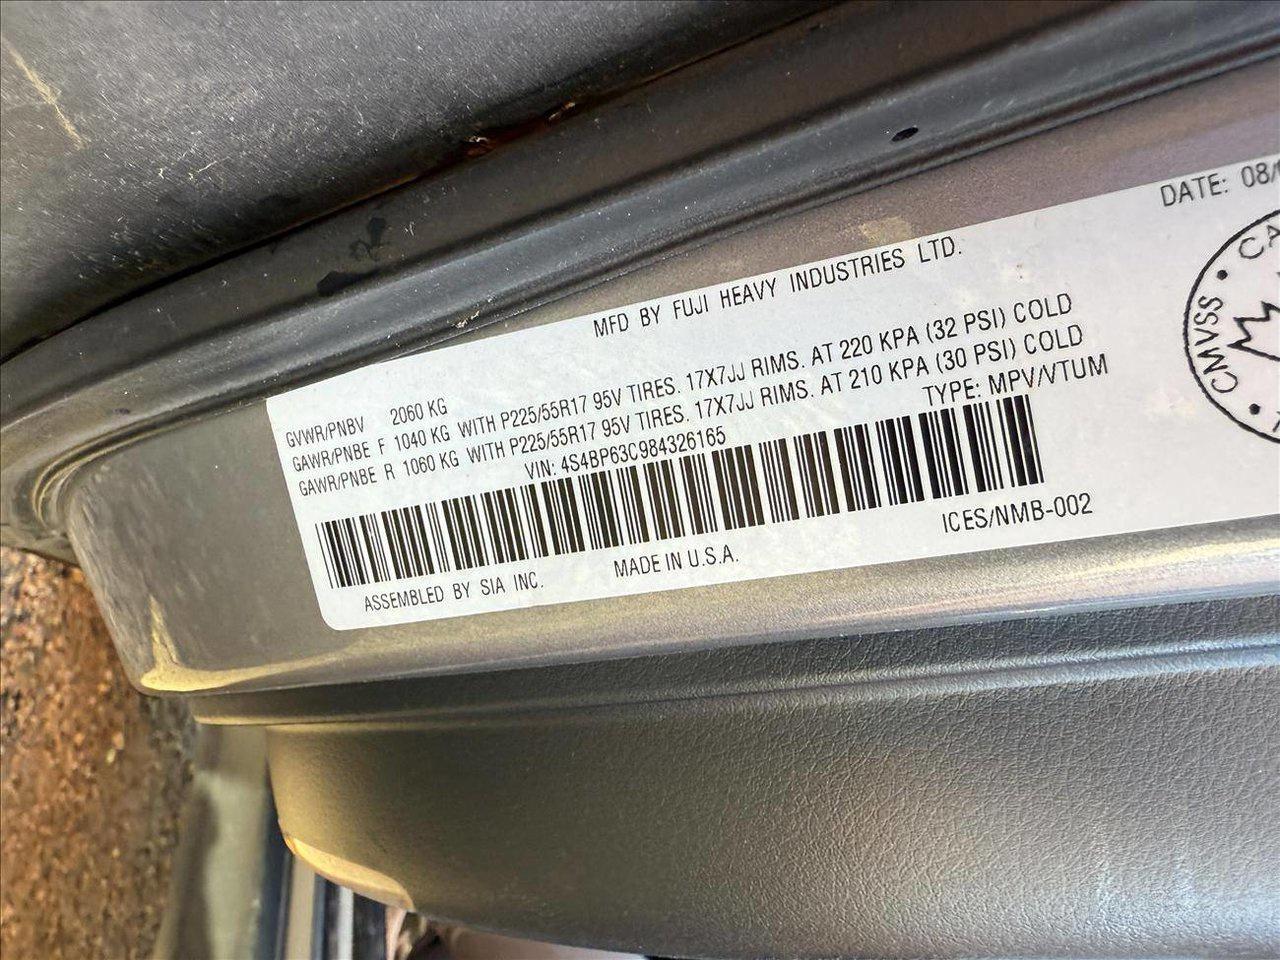 DATE: 08/
MFD BY FUJI HEAVY INDUSTRIES LTD.
GVWR/PNBV 2060 KG
GAWR/PNBE F 1040 KG WITH P225/55R17 95V TIRES. 17X7JJ RIMS. AT 220 KPA (32 PSI) COLD
GAWR/PNBE R 1060 KG WITH P225/55R17 95V TIRES. 17X7JJ RIMS. AT 210 KPA (30 PSI) COLD
VIN: 4S4BP63C984326165
TYPE: MPV/VTUM
ASSEMBLED BY SIA INC.
MADE IN U.S.A.
ICES/NMB-002
CMVSS
CA